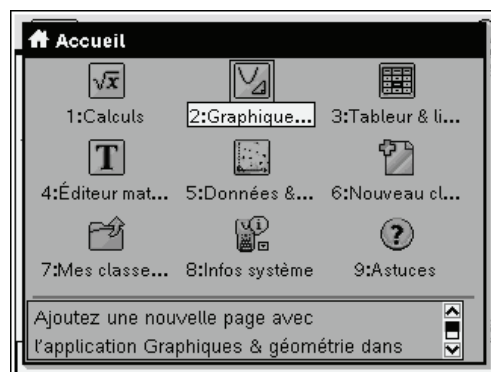 Accueil
1:Calculs 2:Graphique... 3:Tableur & li...
4:Éditeur mat... 5:Données &... 6:Nouveau cl...
7:Mes classe... 8:Infos système 9:Astuces
Ajoutez une nouvelle page avec
l'application Graphiques & géométrie dans